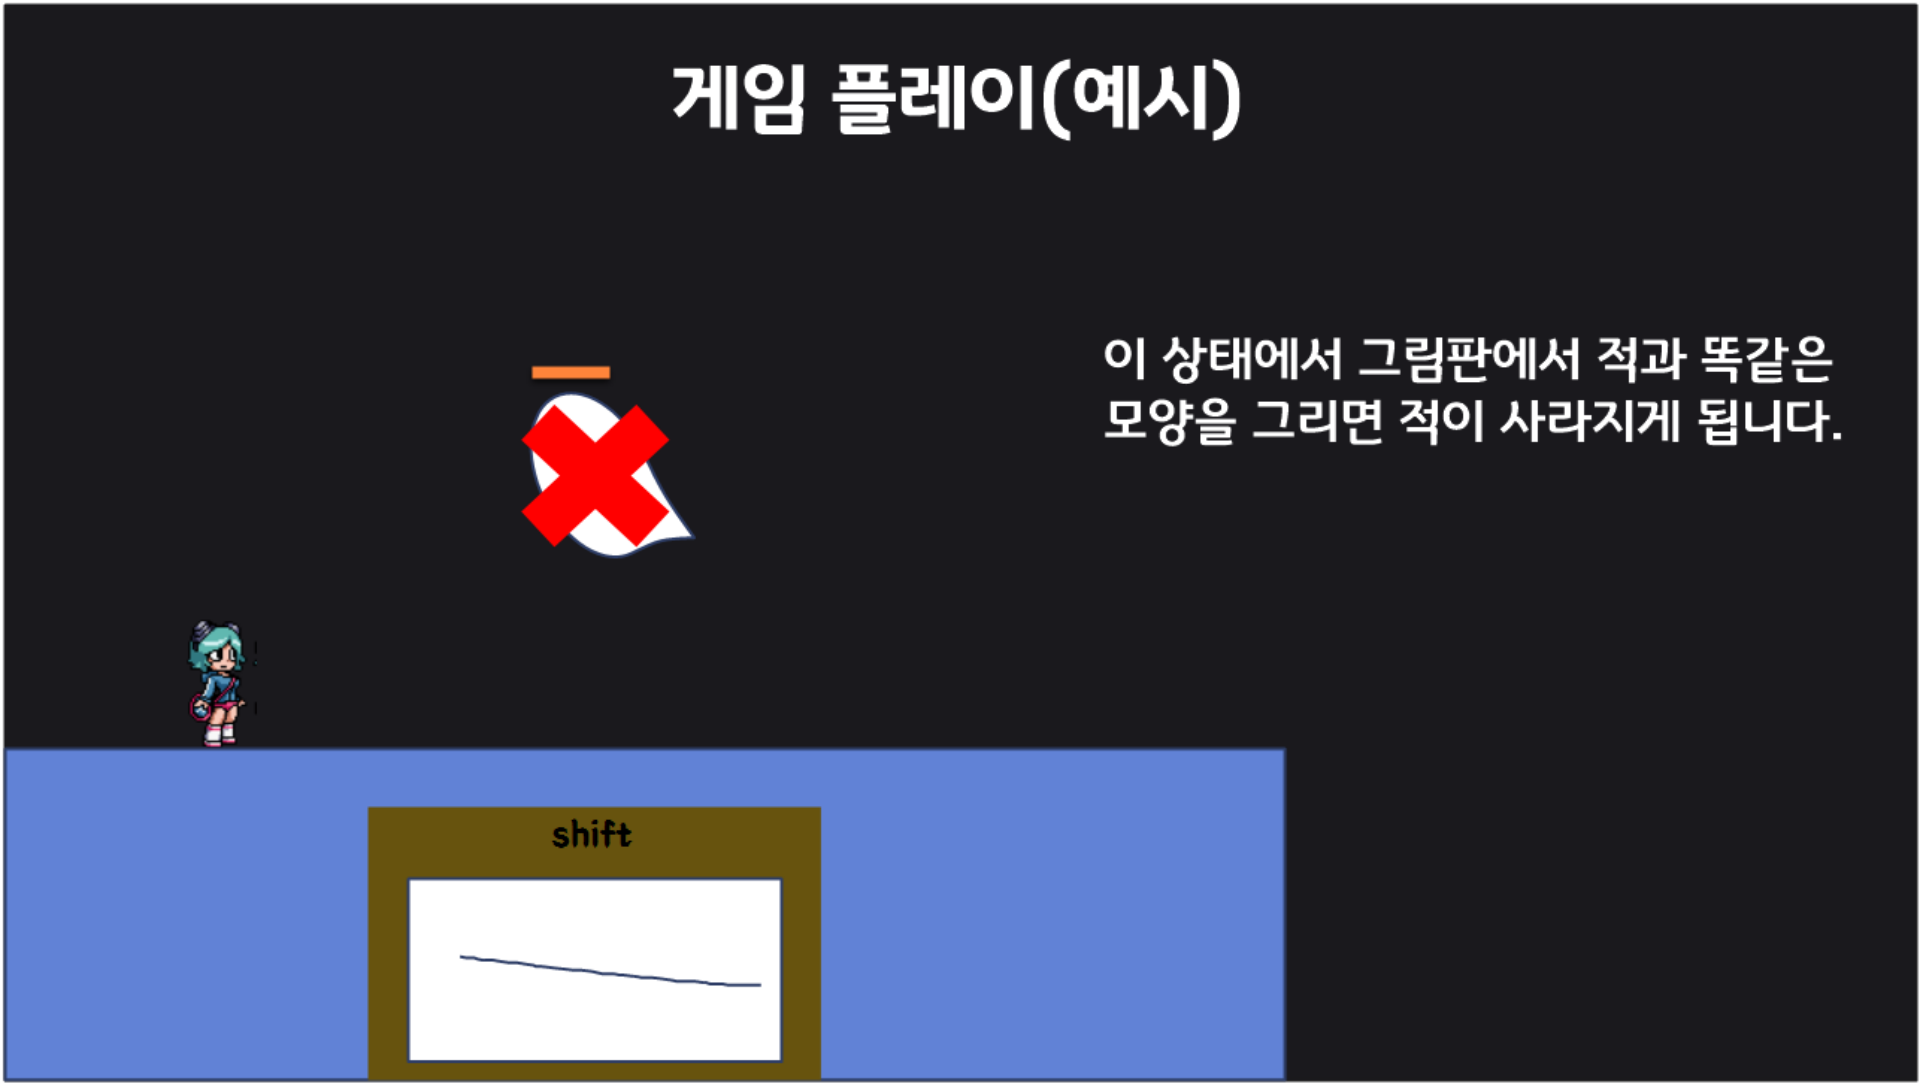 게임 플레이(예시)
이 상태에서 그림판에서 적과 똑같은
모양을 그리면 적이 사라지게 됩니다.
shift